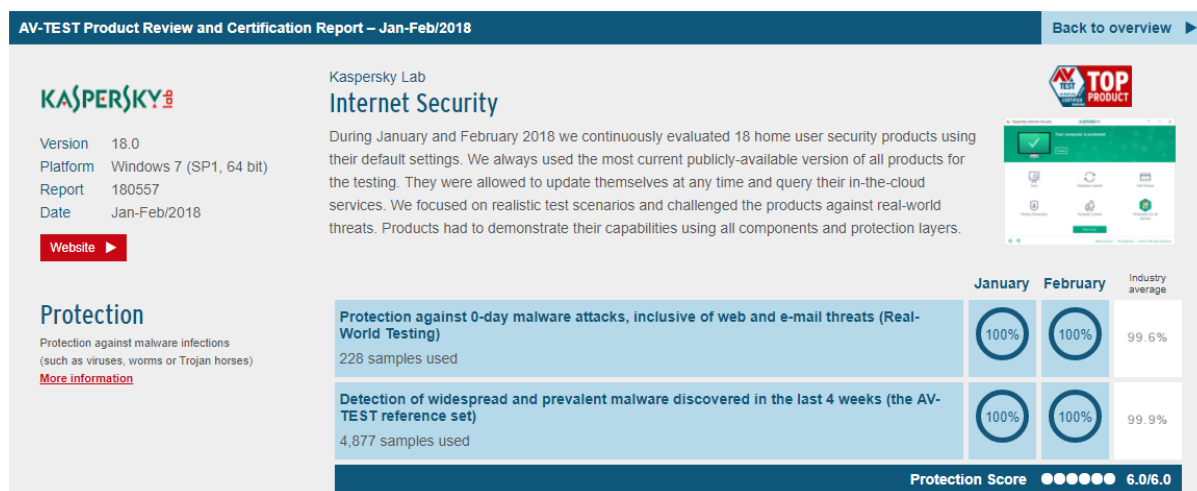 AV-TEST Product Review and Certification Report – Jan-Feb/2018
Back to overview
KASPERSKY lab
Version 18.0
Platform Windows 7 (SP1, 64 bit)
Report 180557
Date Jan-Feb/2018
Website
Kaspersky Lab
Internet Security
During January and February 2018 we continuously evaluated 18 home user security products using
their default settings. We always used the most current publicly-available version of all products for
the testing. They were allowed to update themselves at any time and query their in-the-cloud
services. We focused on realistic test scenarios and challenged the products against real-world
threats. Products had to demonstrate their capabilities using all components and protection layers.
AV TEST
TOP
PRODUCT
Your computer is protected
January February Industry
average
Protection
Protection against malware infections
(such as viruses, worms or Trojan horses)
More information
Protection against 0-day malware attacks, inclusive of web and e-mail threats (Real-
World Testing)
228 samples used
100% 100% 99.6%
Detection of widespread and prevalent malware discovered in the last 4 weeks (the AV-
TEST reference set)
4,877 samples used
100% 100% 99.9%
Protection Score 6.0/6.0